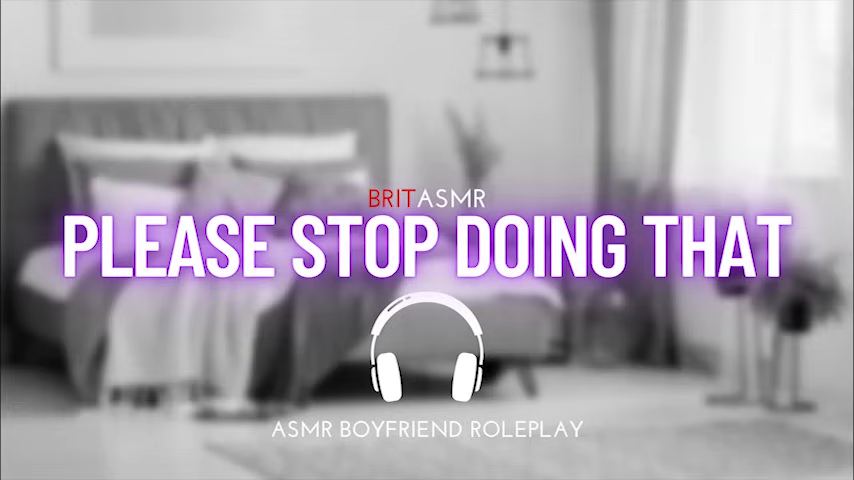 BRITASMR
PLEASE STOP DOING THAT
ASMR BOYFRIEND ROLEPLAY